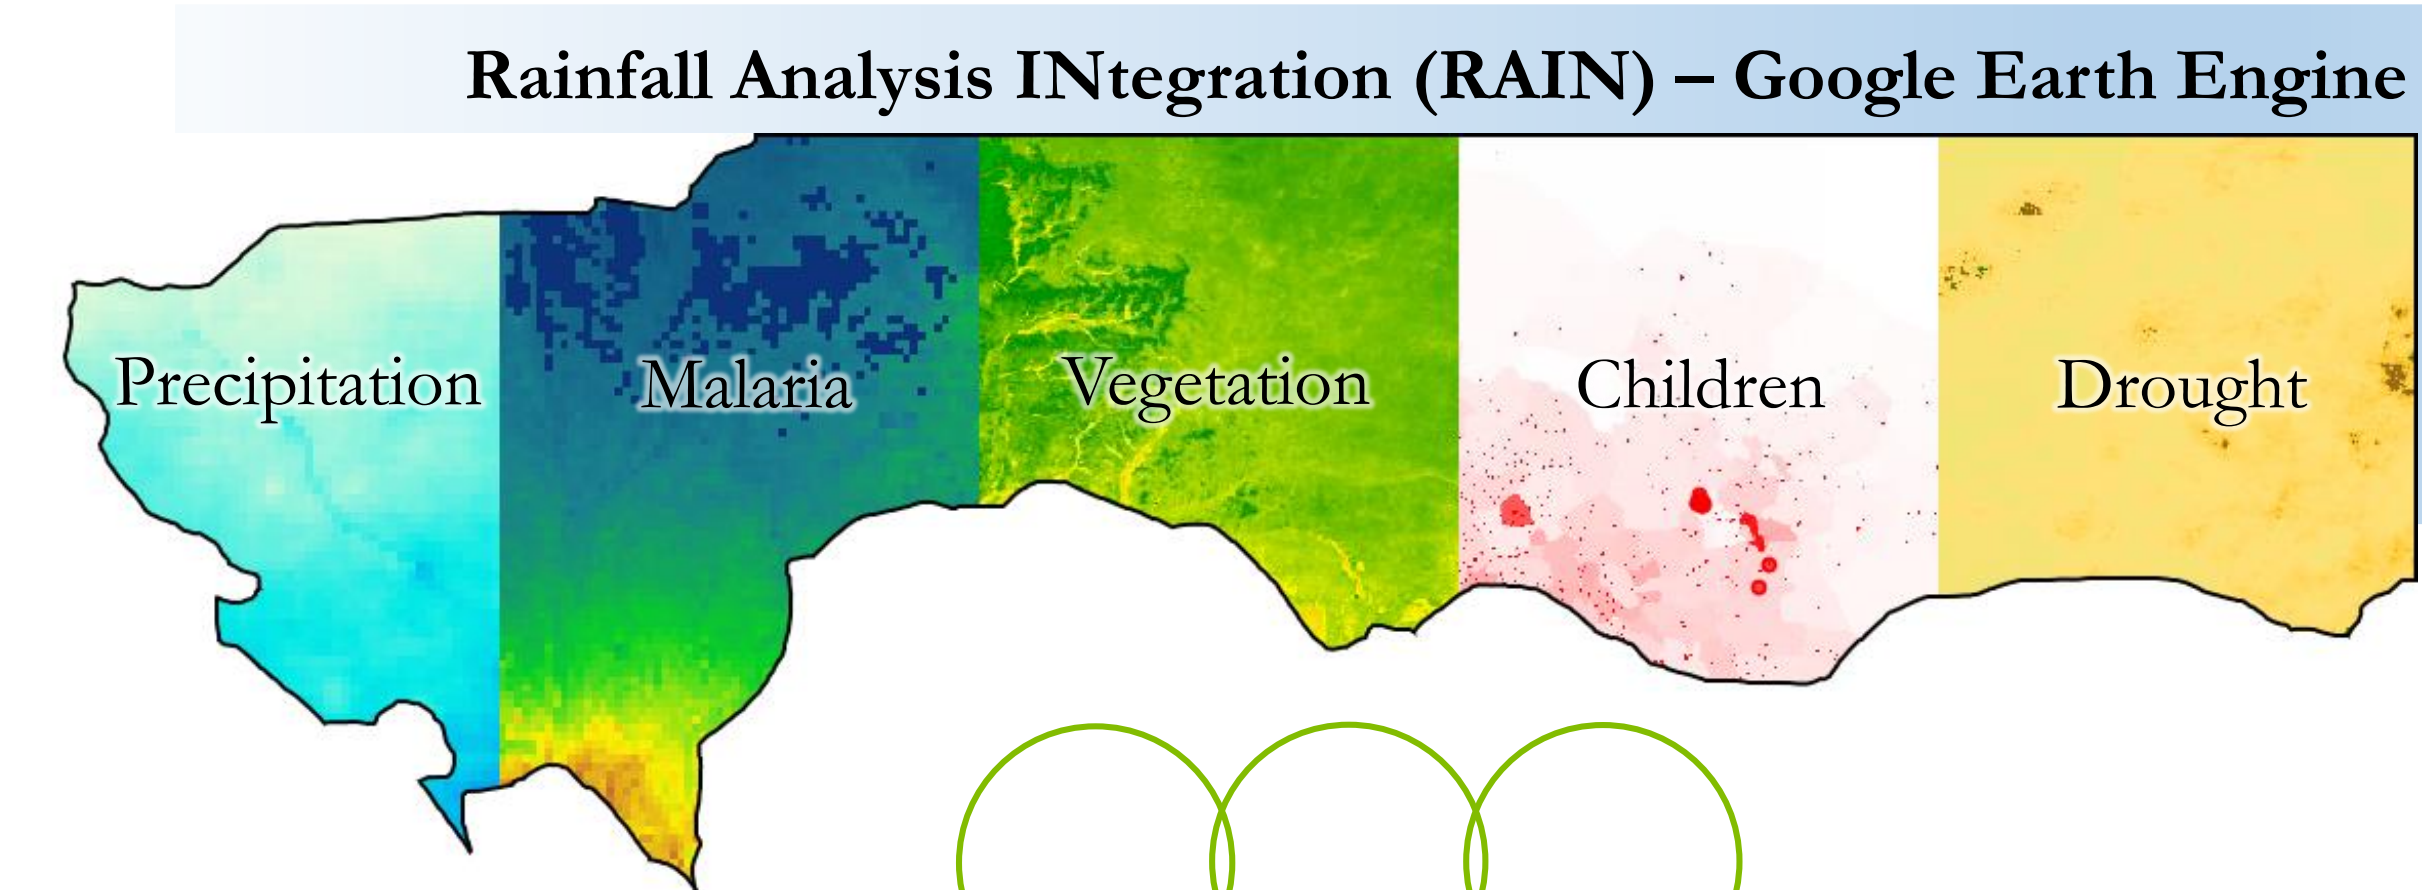 Rainfall Analysis INtegration (RAIN) – Google Earth Engine
Precipitation
Malaria
Vegetation
Children
Drought